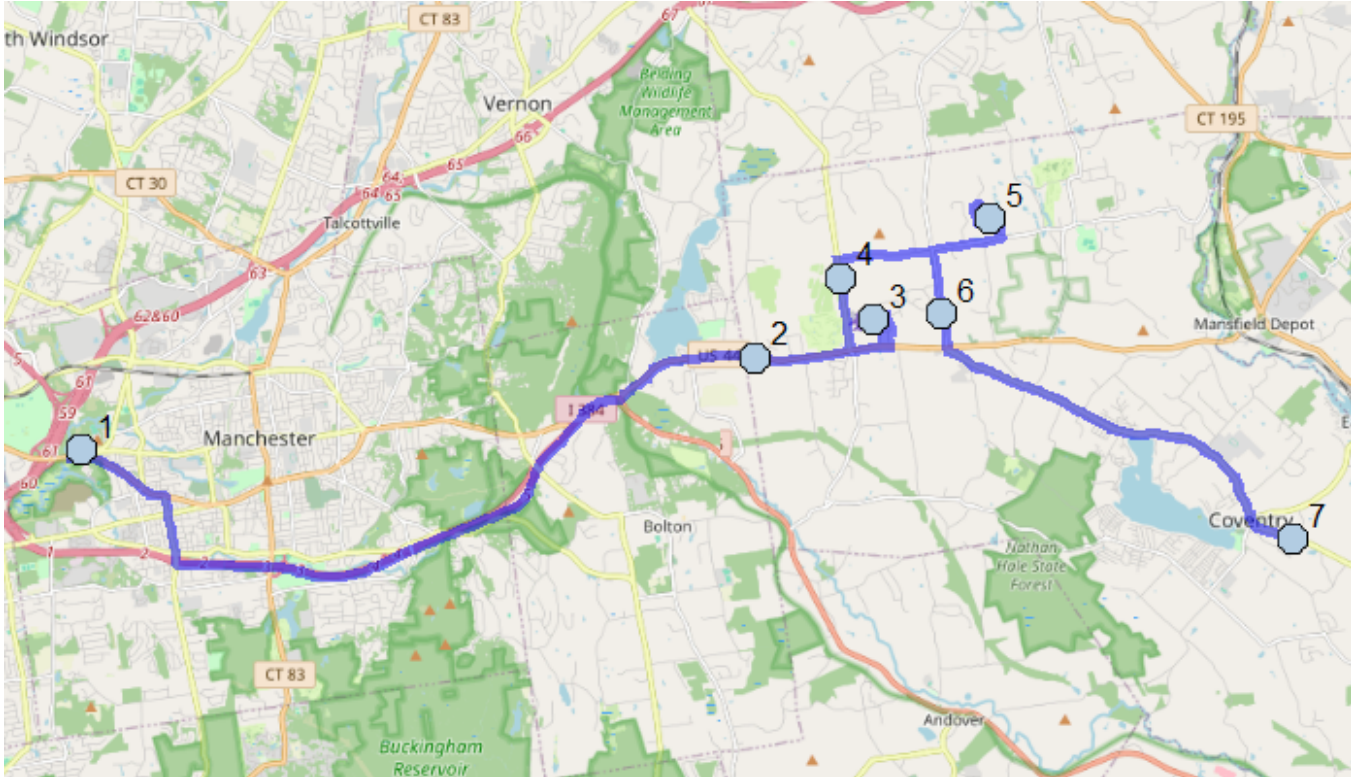 CT 83
67
th Windsor
Belding
Wildlife
Management
Area
Vernon
66
CT 195
65
64;
64 65
CT 30
5
Talcottville
4
63
6
3
62&60
Mansfield Depot
2
US 44
5
61
59
I 384
1
Manchester
61
60
7
Coventry
Bolton
1
2
2
Nathan
Hale State
Forest
CT 83
Andover
Buckingham
Reservoir